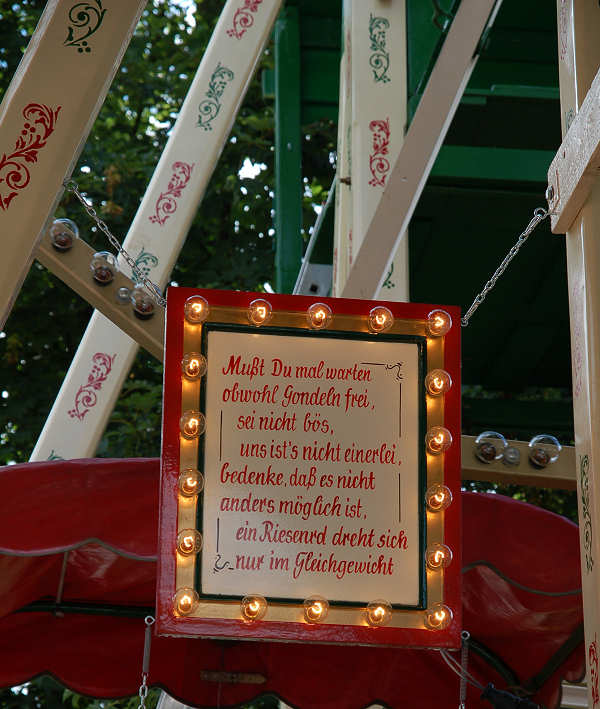 Mußt Du mal warten
obwohl Gondeln frei,
sei nicht bös,
uns ist's nicht einerlei,
bedenke, daß es nicht
anders möglich ist,
ein Riesenrd dreht sich
nur im Gleichgewicht